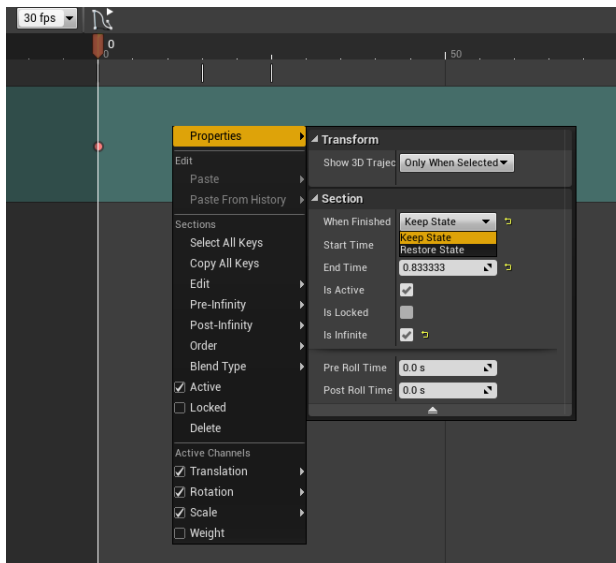 30 fps
0
0
50
Properties
Edit
Paste
Paste From History
Sections
Select All Keys
Copy All Keys
Edit
Pre-Infinity
Post-Infinity
Order
Blend Type
Active
Locked
Delete
Active Channels
Translation
Rotation
Scale
Weight
Transform
Show 3D Trajec Only When Selected
Section
When Finished Keep State
Keep State
Restore State
Start Time
End Time 0.833333
Is Active
Is Locked
Is Infinite
Pre Roll Time 0.0 s
Post Roll Time 0.0 s